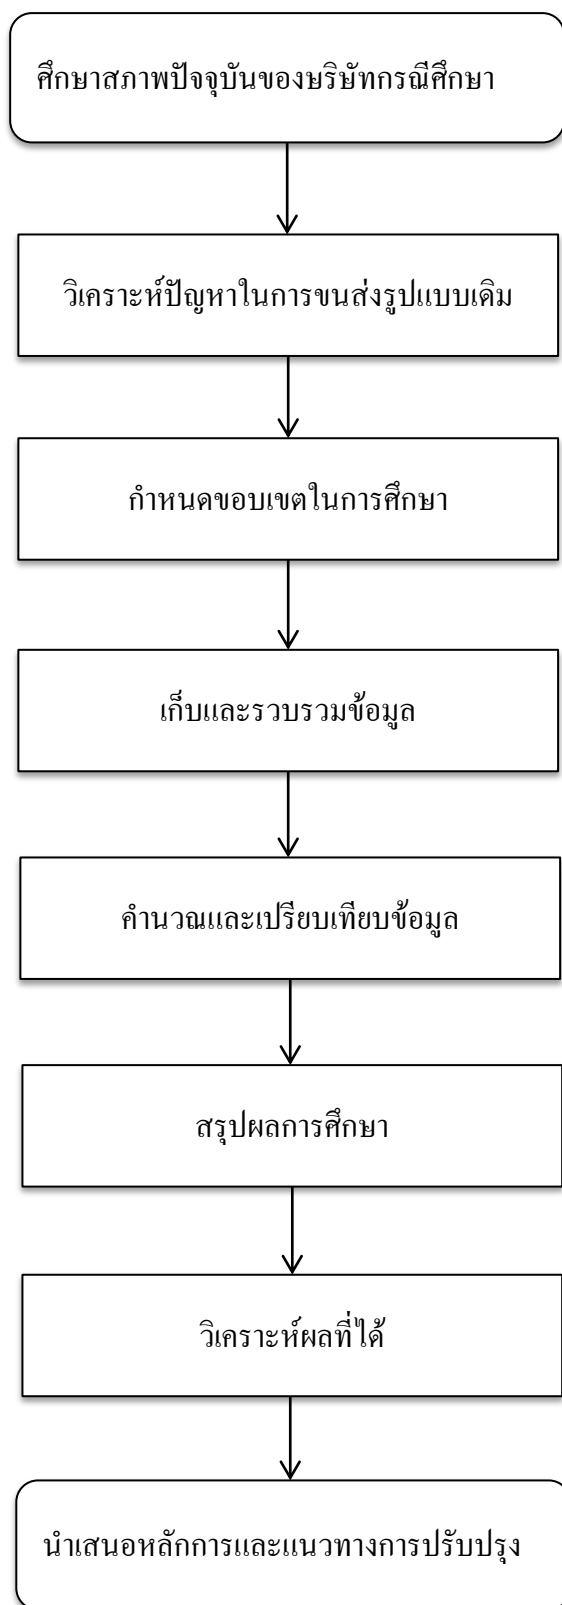 ศึกษาสภาพปัจจุบันของบริษัทกรณีศึกษา
วิเคราะห์ปัญหาในการขนส่งรูปแบบเดิม
กำหนดขอบเขตในการศึกษา
เก็บและรวบรวมข้อมูล
คำนวณและเปรียบเทียบข้อมูล
สรุปผลการศึกษา
วิเคราะห์ผลที่ได้
นำเสนอหลักการและแนวทางการปรับปรุง